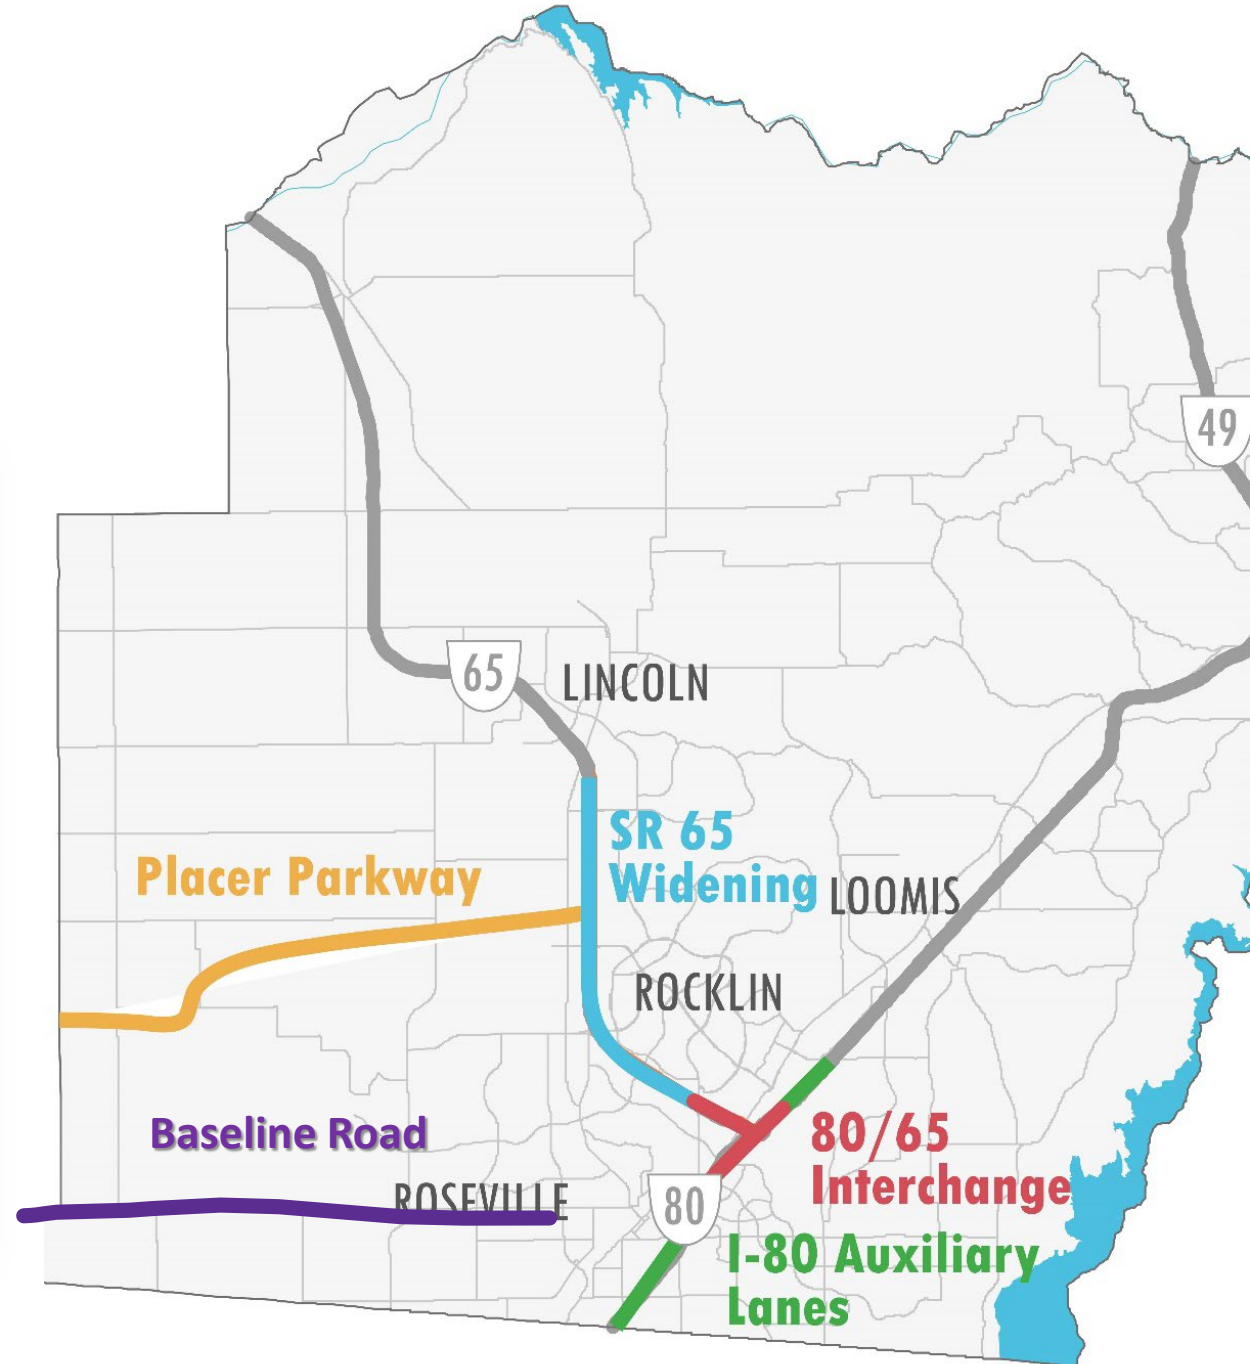 49
65
LINCOLN
SR 65
Widening
LOOMIS
Placer Parkway
ROCKLIN
80/65
Interchange
Baseline Road
ROSEVILLE
80
I-80 Auxiliary
Lanes